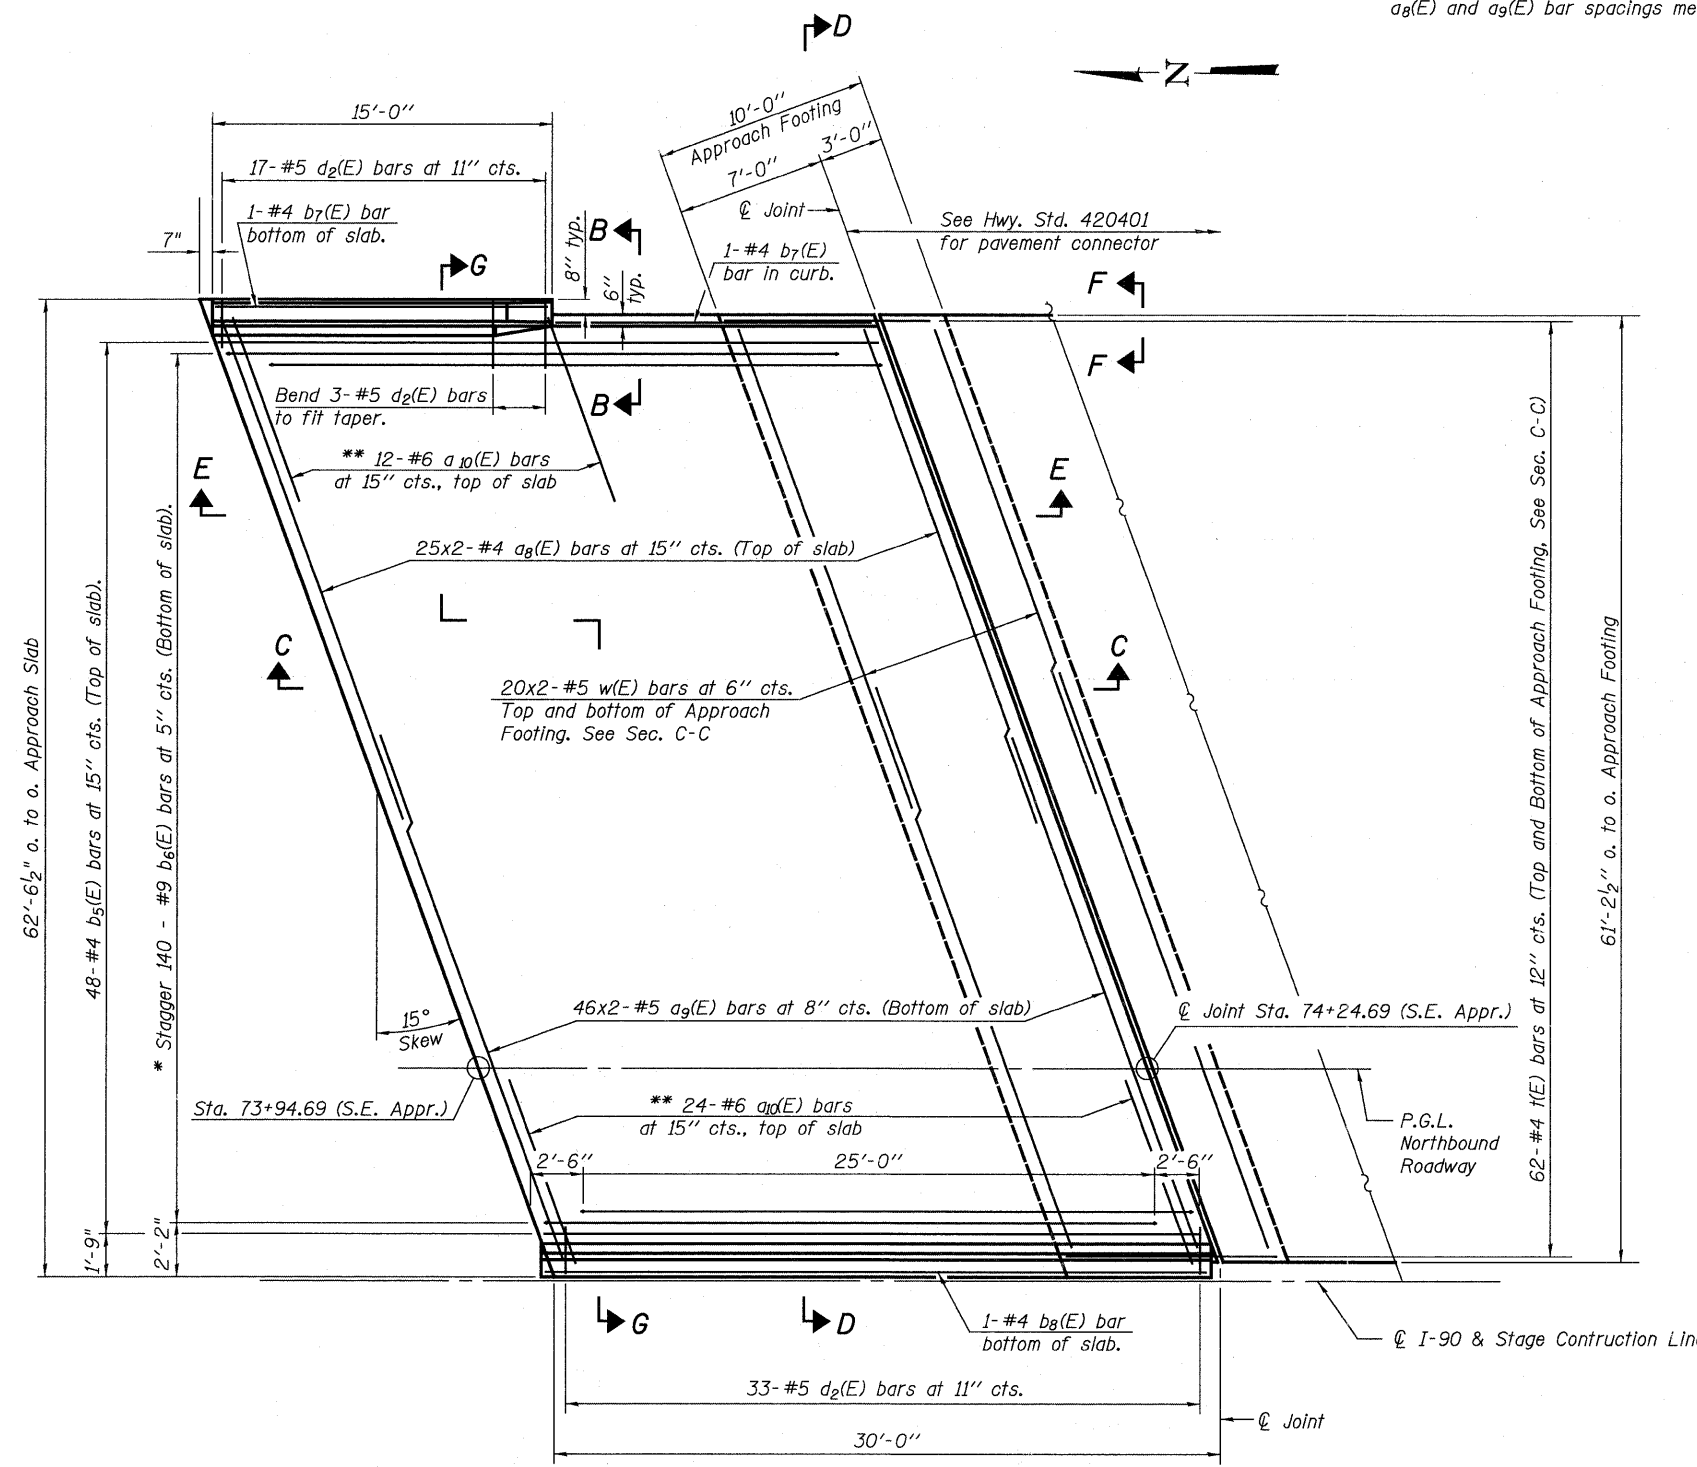 a8(E) and a9(E) bar spacings me
D
N
15'-0"
10'-0"
Approach Footing
3'-0"
7'-0"
℄ Joint
17-#5 d2(E) bars at 11" cts.
1-#4 b7(E) bar
bottom of slab.
7"
G
B
8" typ.
6"
typ.
1-#4 b7(E)
bar in curb.
See Hwy. Std. 420401
for pavement connector
F
F
Bend 3-#5 d2(E) bars
to fit taper.
B
** 12-#6 a10(E) bars
at 15" cts., top of slab
E
E
25x2-#4 a8(E) bars at 15" cts. (Top of slab)
C
C
20x2-#5 w(E) bars at 6" cts.
Top and bottom of Approach
Footing. See Sec. C-C
62'-6½" o. to o. Approach Slab
48-#4 b5(E) bars at 15" cts. (Top of slab).
* Stagger 140 - #9 b6(E) bars at 5" cts. (Bottom of slab).
62-#4 t(E) bars at 12" cts. (Top and Bottom of Approach Footing, See Sec. C-C)
61'-2½" o. to o. Approach Footing
46x2-#5 a9(E) bars at 8" cts. (Bottom of slab)
℄ Joint Sta. 74+24.69 (S.E. Appr.)
15°
Skew
Sta. 73+94.69 (S.E. Appr.)
** 24-#6 a10(E) bars
at 15" cts., top of slab
P.G.L.
Northbound
Roadway
2'-6"
25'-0"
2'-6"
1'-9"
2'-2"
G
D
1-#4 b8(E) bar
bottom of slab.
℄ I-90 & Stage Contruction Lin
33-#5 d2(E) bars at 11" cts.
℄ Joint
30'-0"